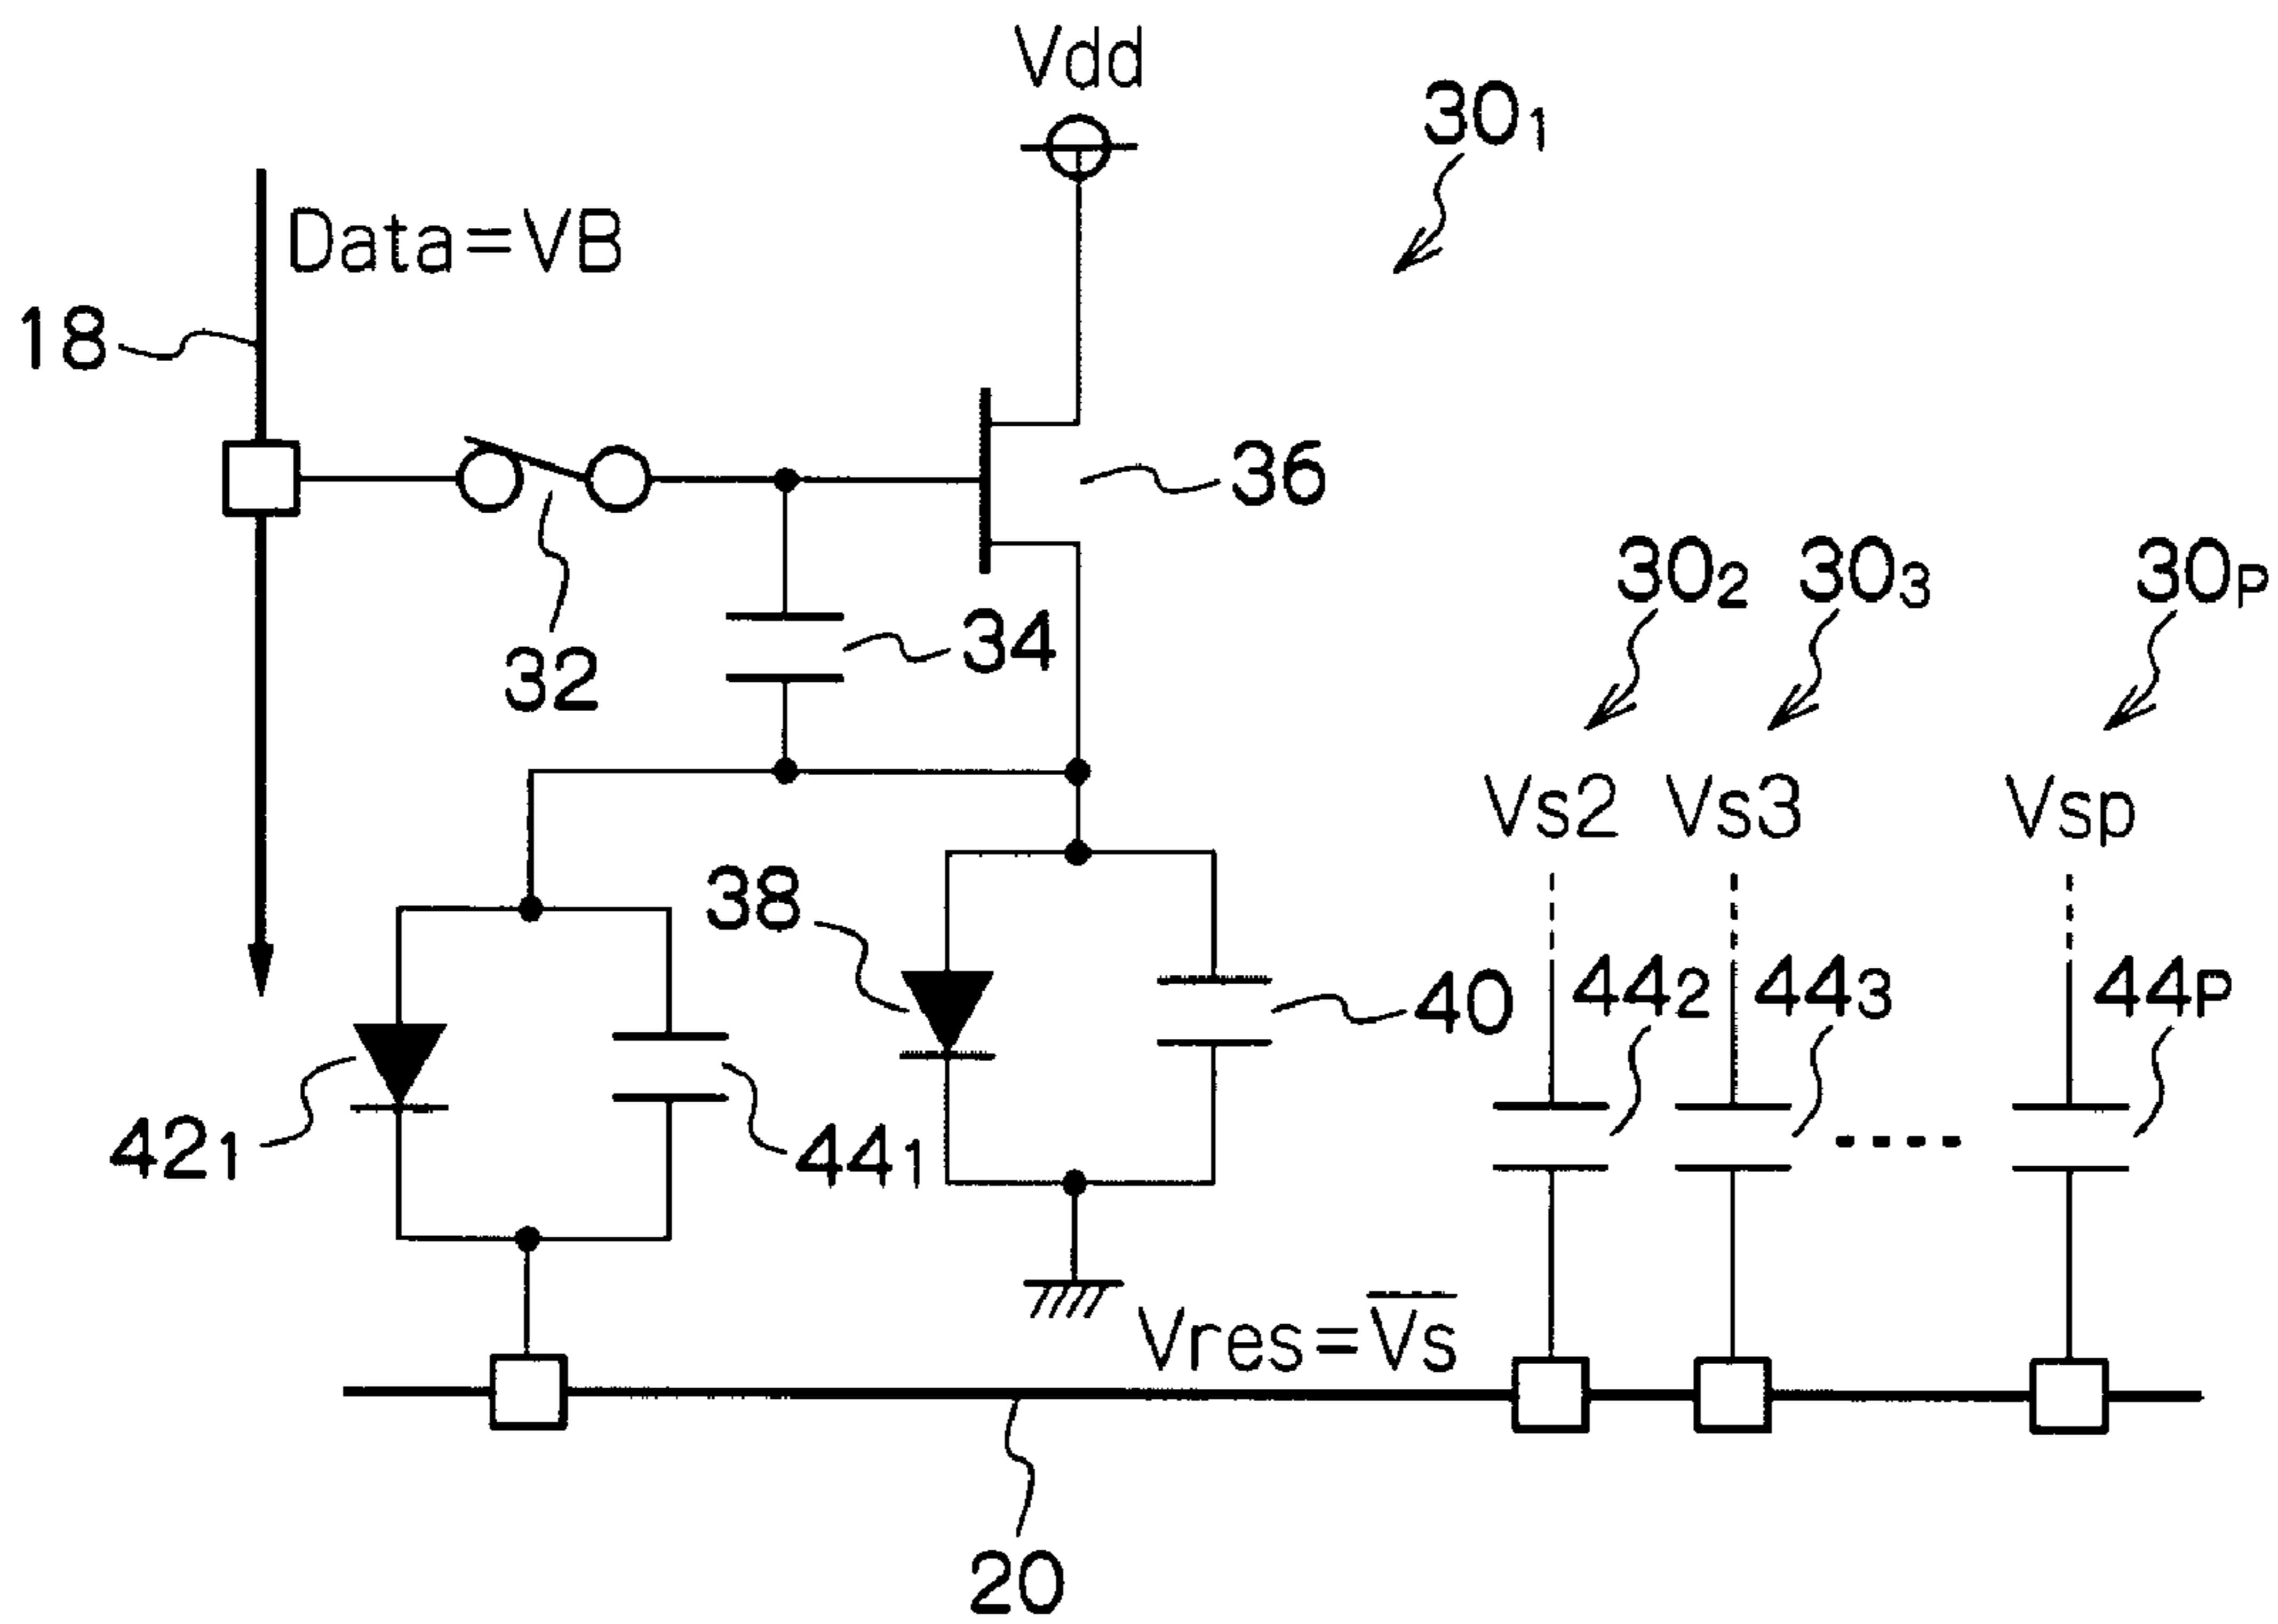 Vdd
30₁
Data=VB
18
36
30₂ 30₃ 30P
34
32
Vs2 Vs3 Vsp
38
44₂ 44₃ 44P
40
42₁
44₁
Vres=V̅s̅
20